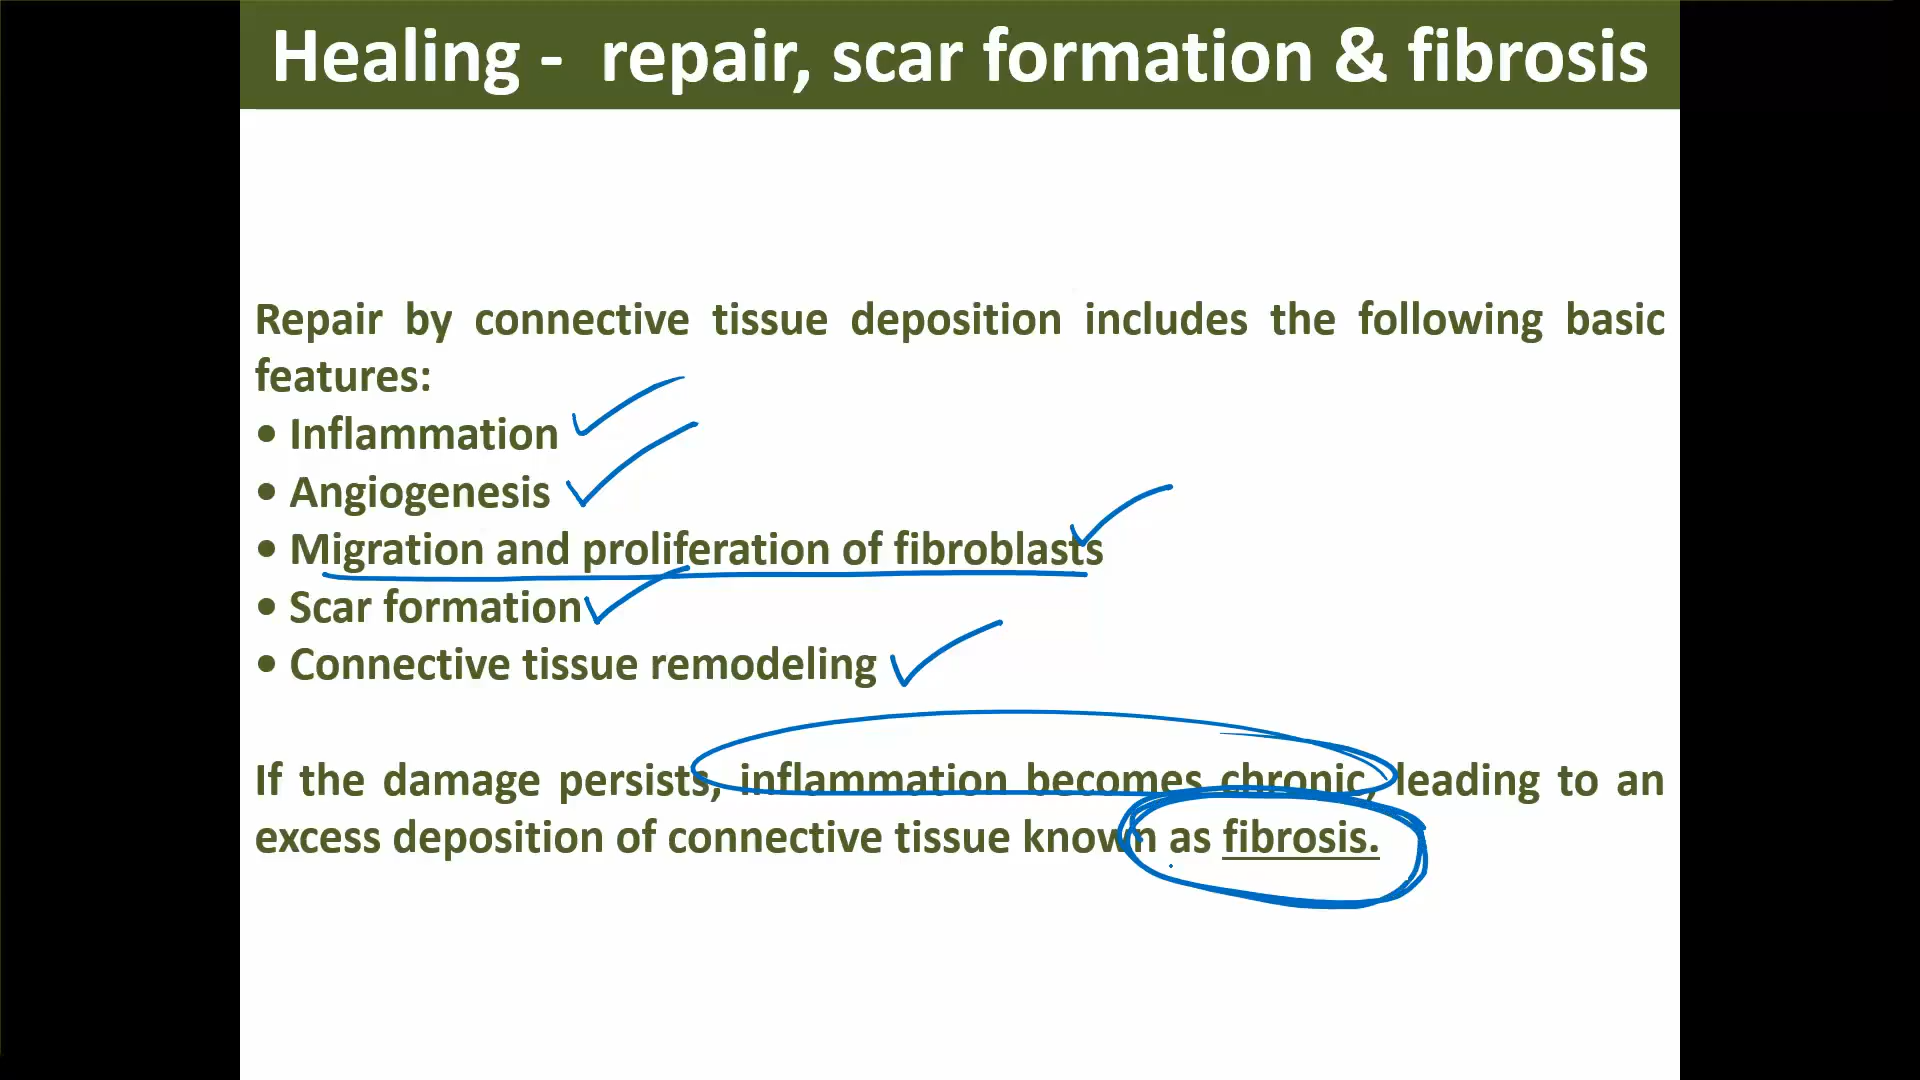 Healing - repair, scar formation & fibrosis
Repair by connective tissue deposition includes the following basic
features:
• Inflammation
• Angiogenesis
• Migration and proliferation of fibroblasts
• Scar formation
• Connective tissue remodeling
If the damage persists, inflammation becomes chronic, leading to an
excess deposition of connective tissue known as fibrosis.